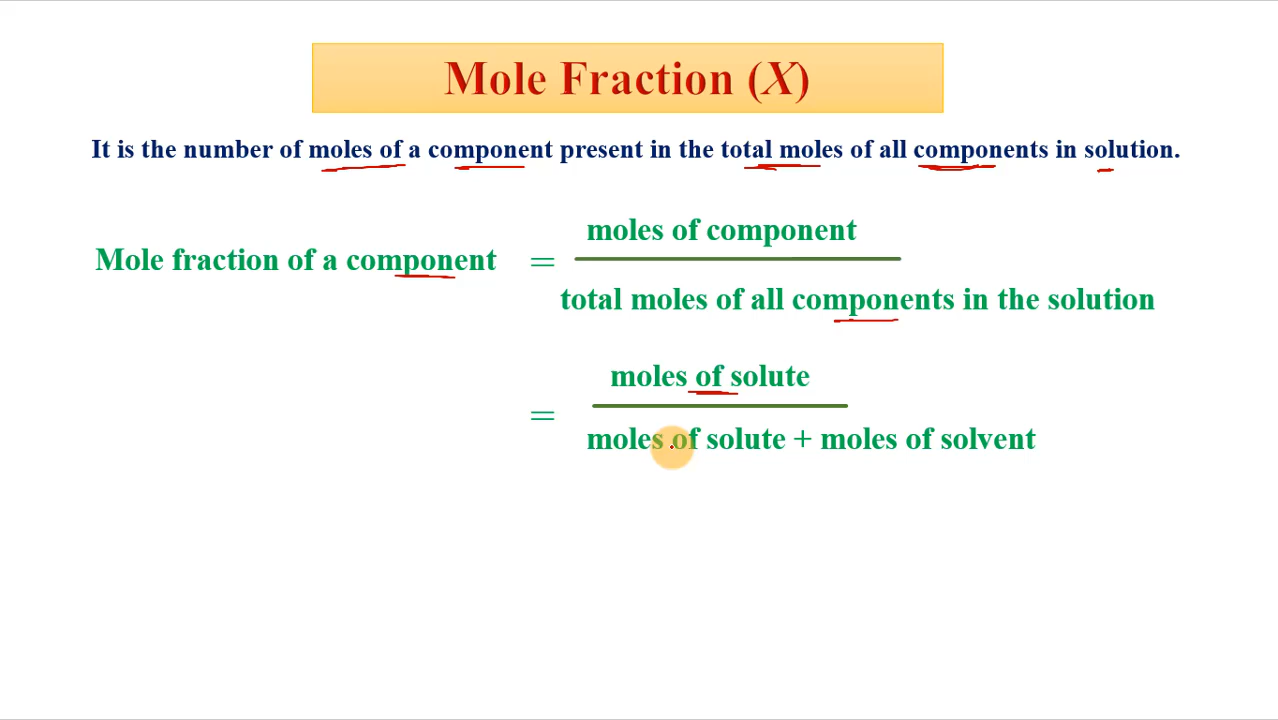 Mole Fraction (X)
It is the number of moles of a component present in the total moles of all components in solution.
moles of component
Mole fraction of a component =
total moles of all components in the solution
moles of solute
=
moles of solute + moles of solvent